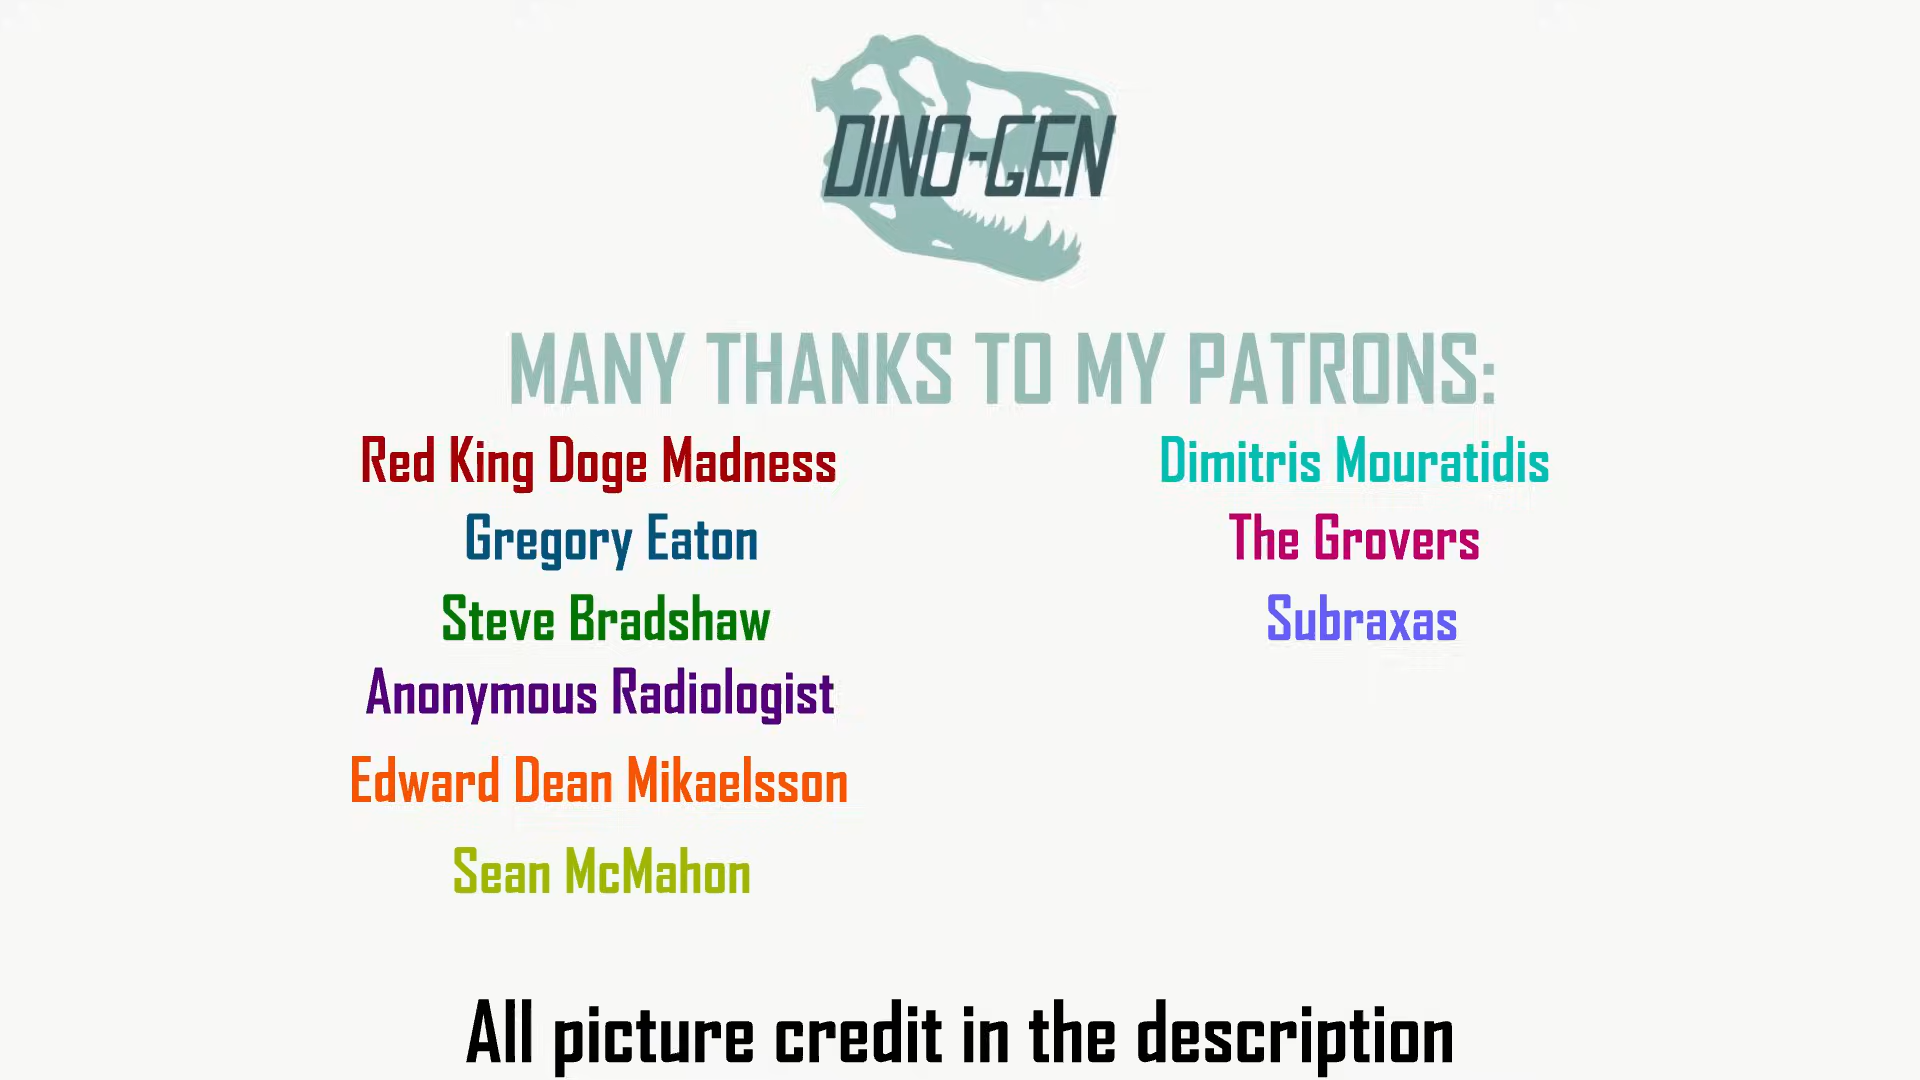 DINO-GEN
MANY THANKS TO MY PATRONS:
Red King Doge Madness
Gregory Eaton
Steve Bradshaw
Anonymous Radiologist
Edward Dean Mikaelsson
Sean McMahon
Dimitris Mouratidis
The Grovers
Subraxas
All picture credit in the description